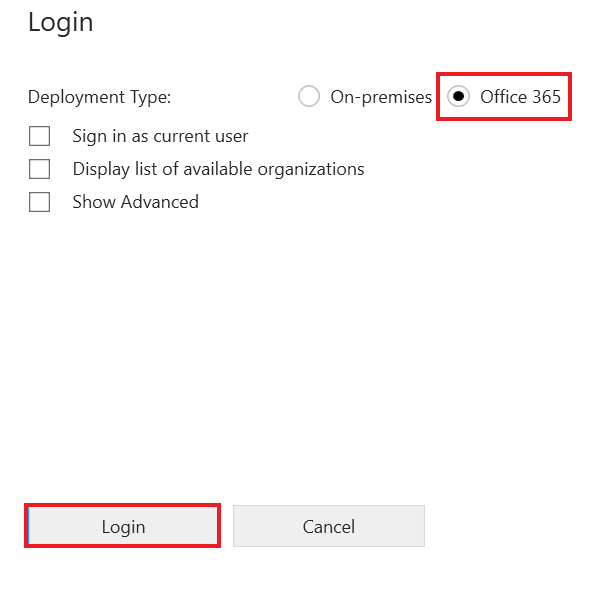 Login
Deployment Type: On-premises Office 365
Sign in as current user
Display list of available organizations
Show Advanced
Login Cancel